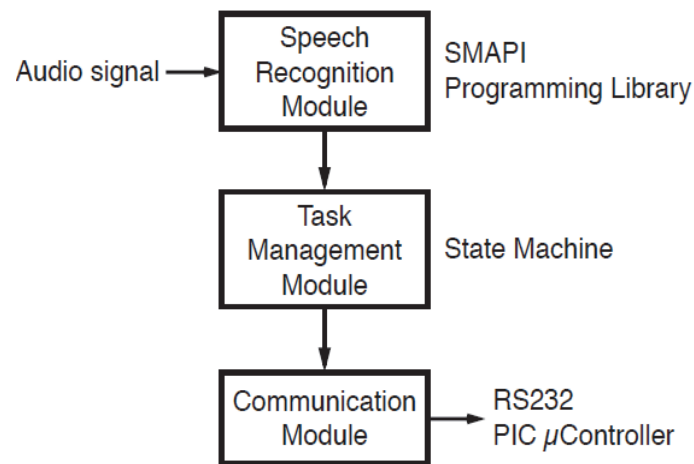 Speech
Recognition
Module
Audio signal
SMAPI
Programming Library
Task
Management
Module
State Machine
Communication
Module
RS232
PIC μController